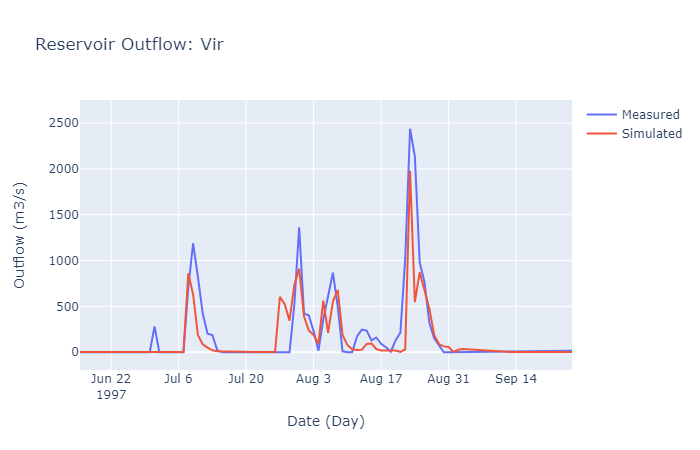 Reservoir Outflow: Vir
Measured
Simulated
2500
2000
1500
1000
500
0
Outflow (m3/s)
Jun 22
1997
Jul 6
Jul 20
Aug 3
Aug 17
Aug 31
Sep 14
Date (Day)